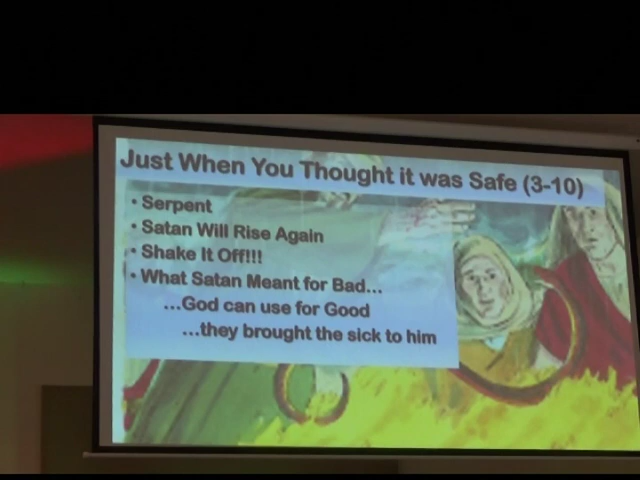 Just When You Thought it was Safe (3-10)
• Serpent
• Satan Will Rise Again
• Shake It Off!!!
• What Satan Meant for Bad...
...God can use for Good
...they brought the sick to him